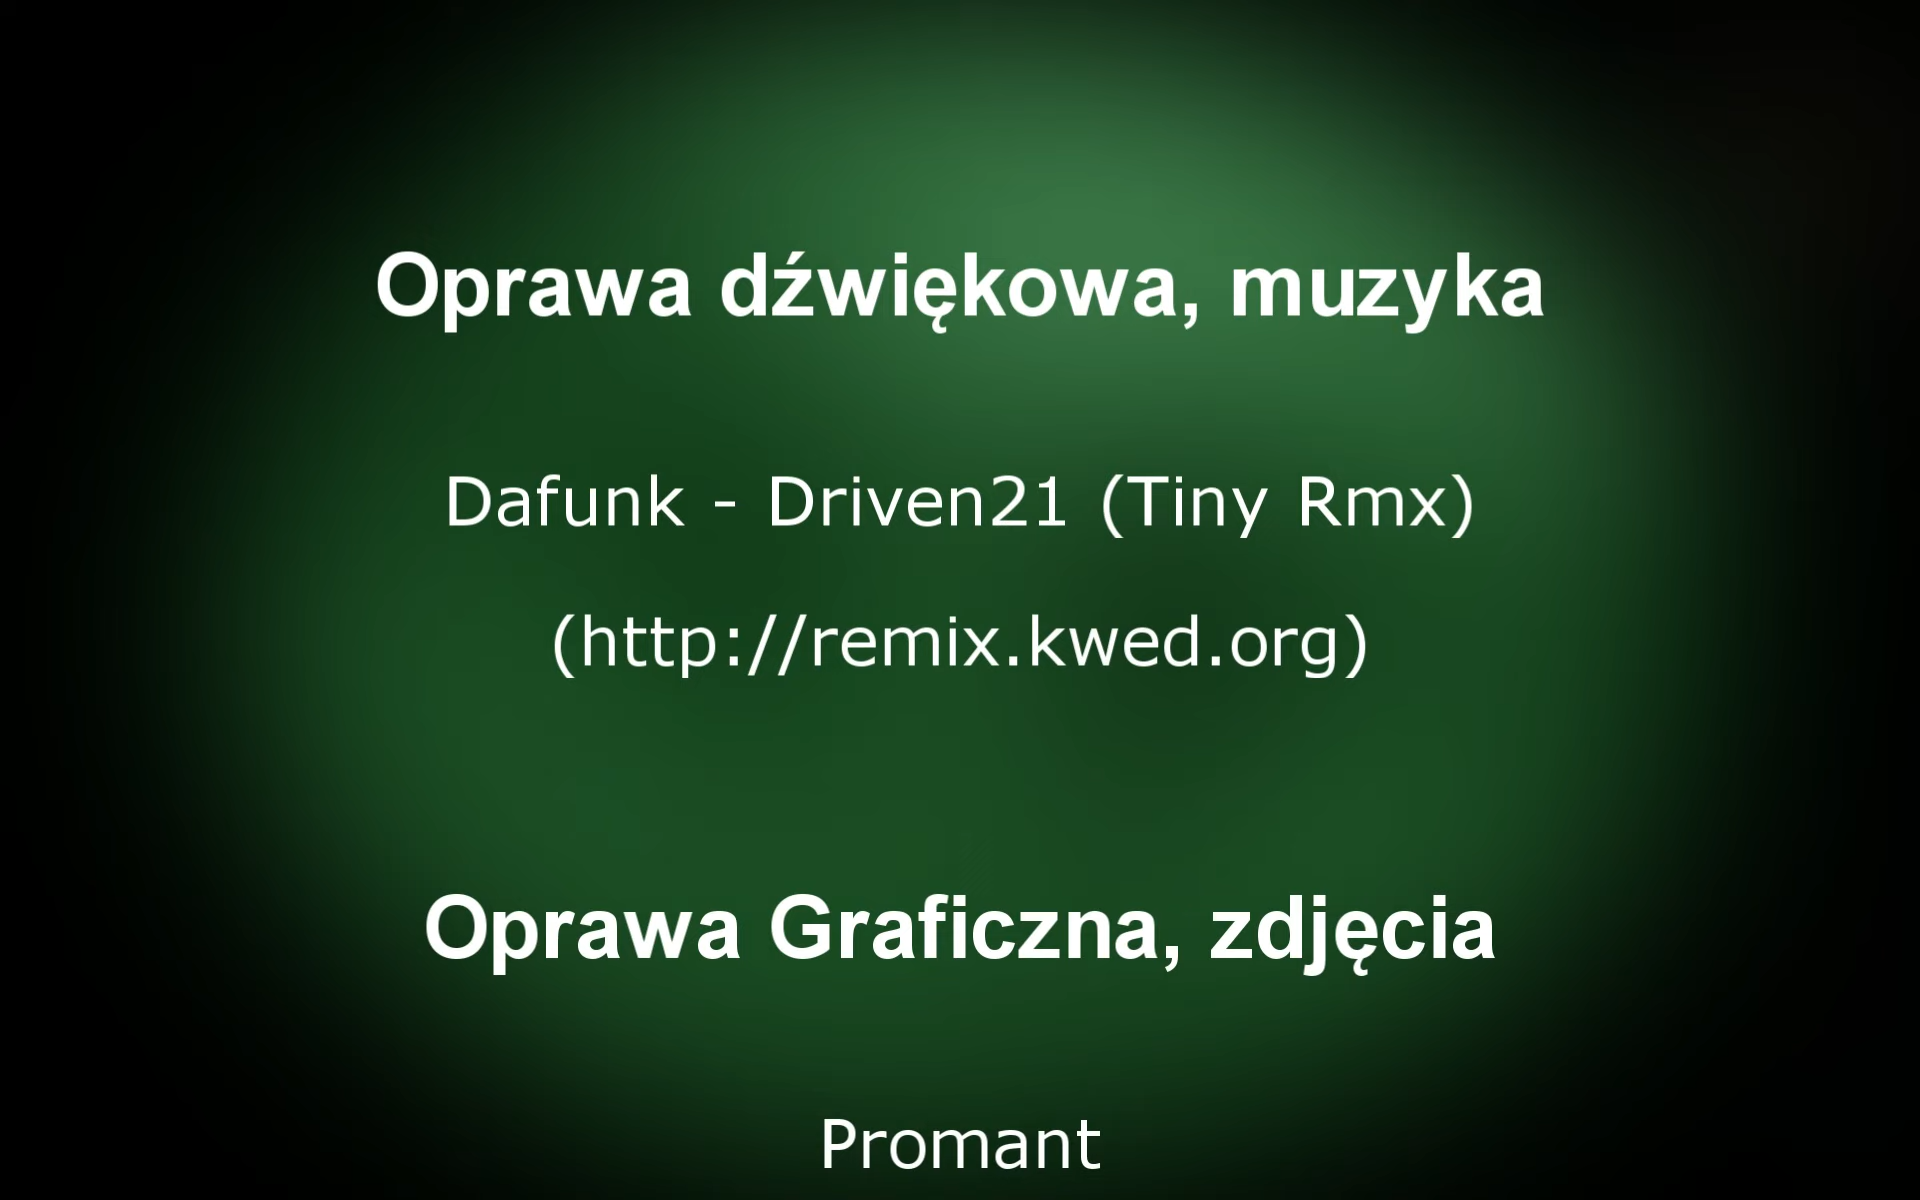 Oprawa dźwiękowa, muzyka
Dafunk - Driven21 (Tiny Rmx)
(http://remix.kwed.org)
Oprawa Graficzna, zdjęcia
Promant